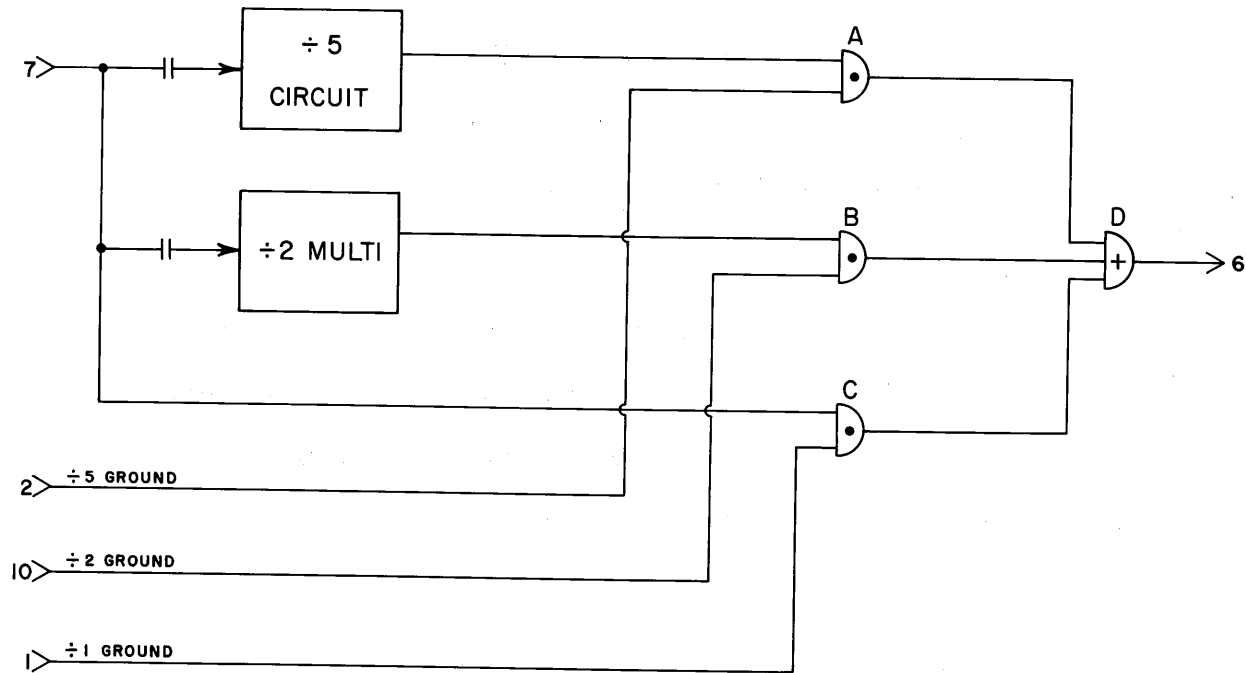 ÷5
CIRCUIT
A
7
B
÷2 MULTI
D
+
6
C
2
÷5 GROUND
10
÷2 GROUND
1
÷1 GROUND